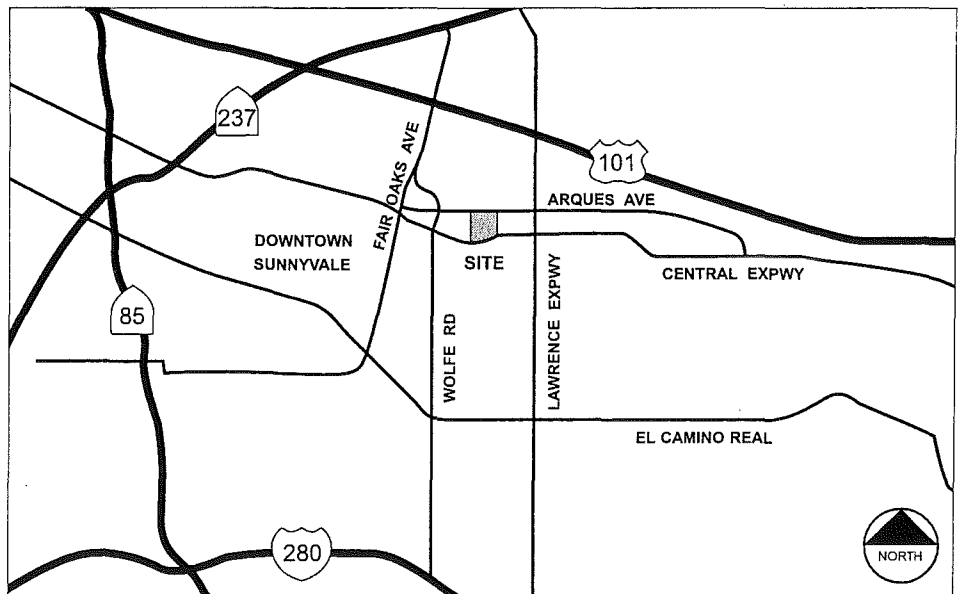 237
101
FAIR OAKS AVE
ARQUES AVE
DOWNTOWN
SUNNYVALE
SITE
CENTRAL EXPWY
85
WOLFE RD
LAWRENCE EXPWY
EL CAMINO REAL
280
NORTH